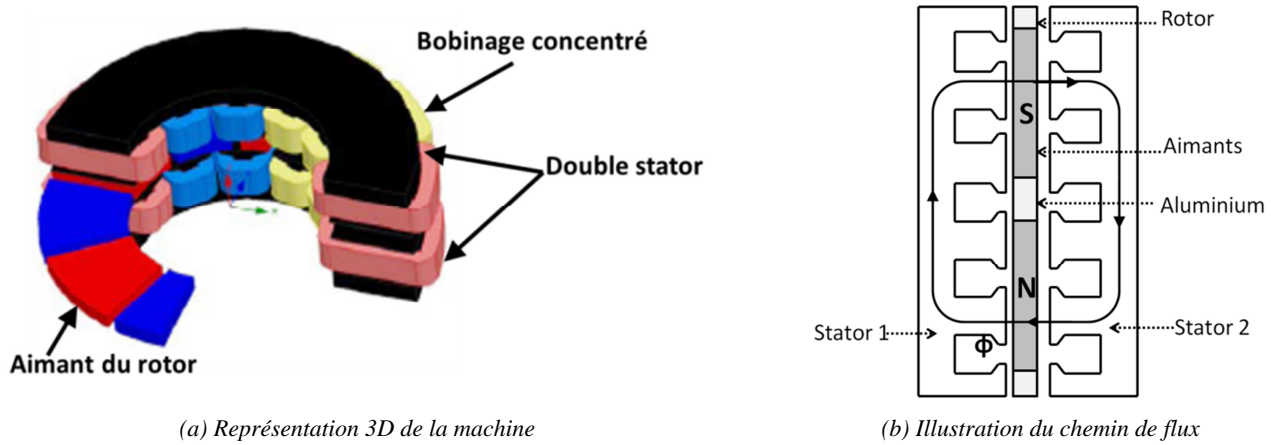 Bobinage concentré
Double stator
Aimant du rotor
(a) Représentation 3D de la machine
Rotor
S
Aimants
Aluminium
N
Stator 1
Stator 2
Φ
(b) Illustration du chemin de flux